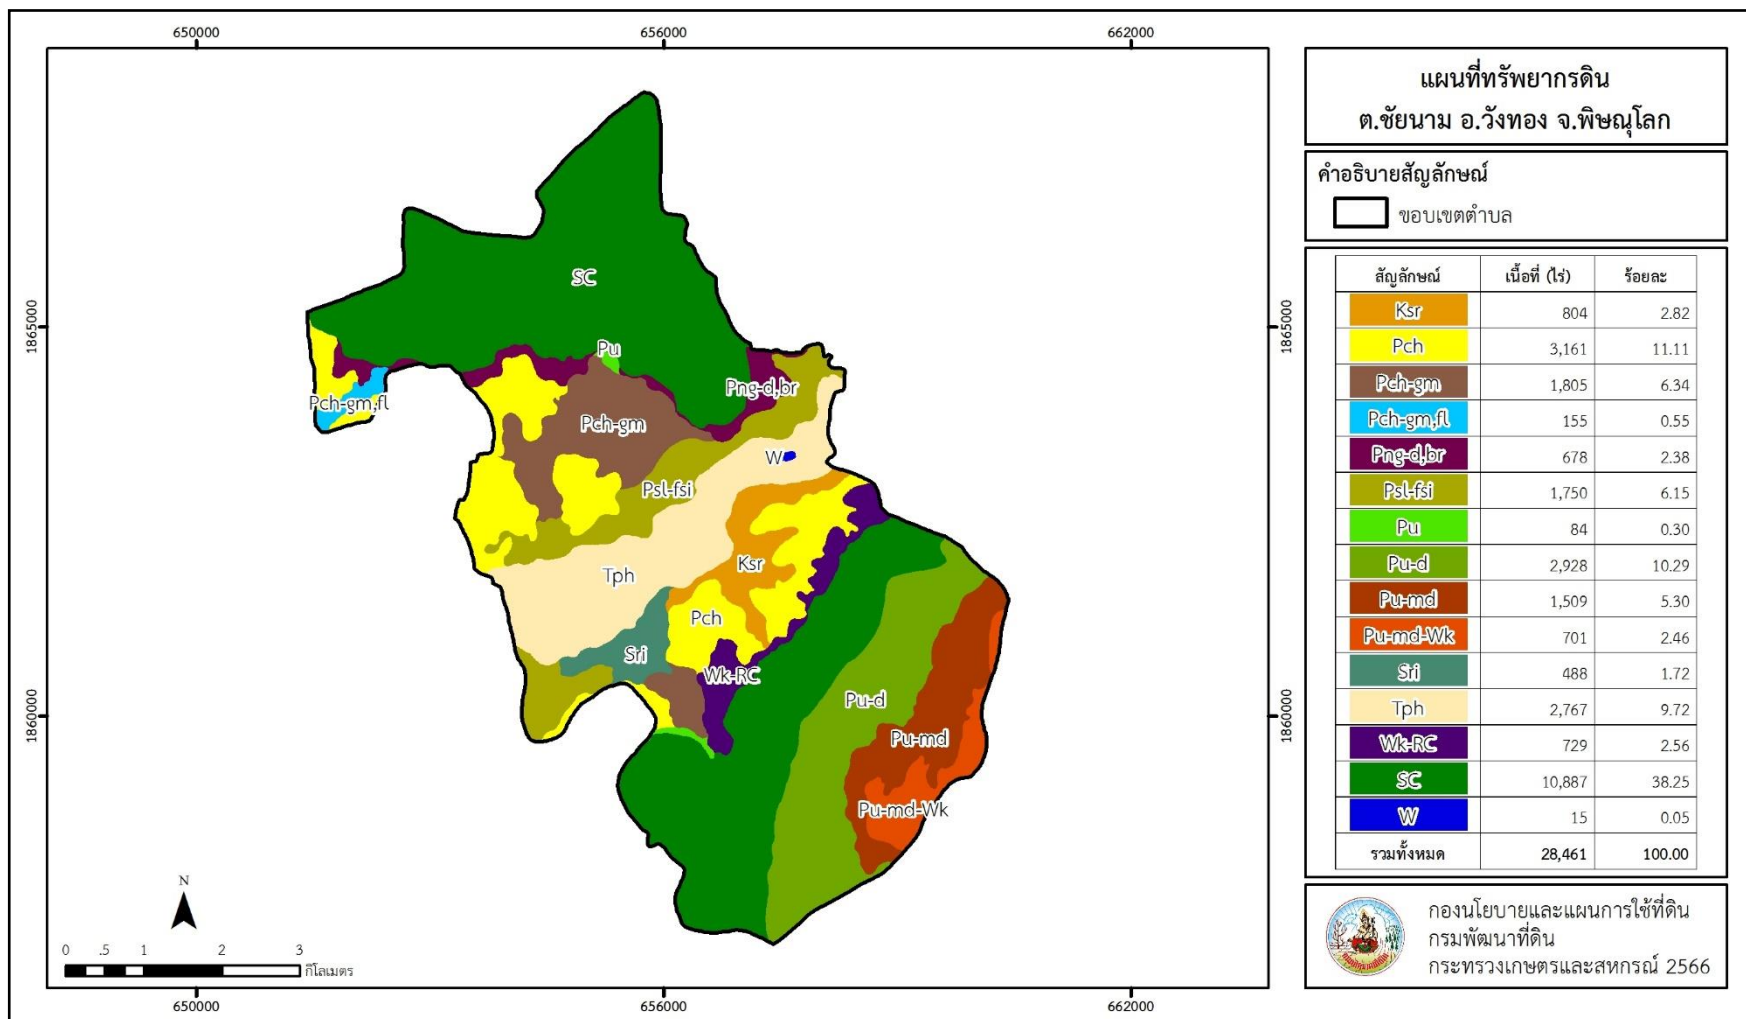 650000
656000
662000
1865000
1865000
1860000
1860000
SC
Pu
Png-d,br
Pch-gm,fl
Pch-gm
W
Psl-fsi
Ksr
Tph
Pch
Sri
Wk-RC
Pu-d
Pu-md
Pu-md-Wk
N
0 .5 1 2 3
กิโลเมตร
650000
656000
662000
แผนที่ทรัพยากรดิน
ต.ชัยนาม อ.วังทอง จ.พิษณุโลก
คำอธิบายสัญลักษณ์
ขอบเขตตำบล
สัญลักษณ์ เนื้อที่ (ไร่) ร้อยละ
Ksr 804 2.82
Pch 3,161 11.11
Pch-gm 1,805 6.34
Pch-gm,fl 155 0.55
Png-d,br 678 2.38
Psl-fsi 1,750 6.15
Pu 84 0.30
Pu-d 2,928 10.29
Pu-md 1,509 5.30
Pu-md-Wk 701 2.46
Sri 488 1.72
Tph 2,767 9.72
Wk-RC 729 2.56
SC 10,887 38.25
W 15 0.05
รวมทั้งหมด 28,461 100.00
กองนโยบายและแผนการใช้ที่ดิน
กรมพัฒนาที่ดิน
กระทรวงเกษตรและสหกรณ์ 2566